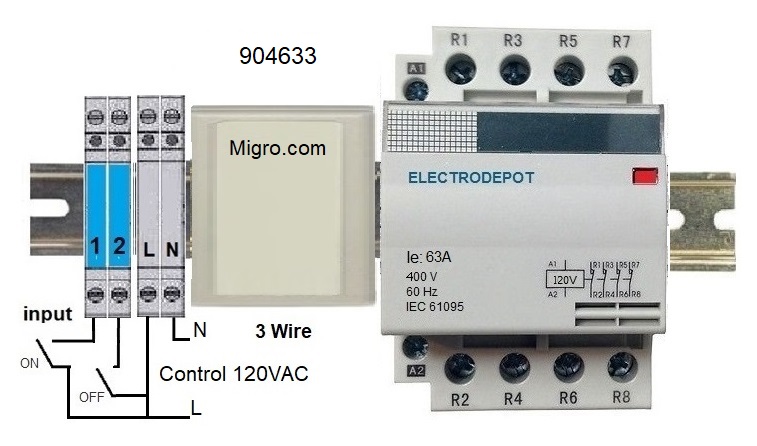 904633
R1 R3 R5 R7
A1
Migro.com
ELECTRODEPOT
1 2 L N
Ie: 63A
400 V
60 Hz
IEC 61095
A1 R1 R3 R5 R7
120V
A2 R2 R4 R6 R8
input
N
3 Wire
ON
OFF
Control 120VAC
L
A2
R2 R4 R6 R8